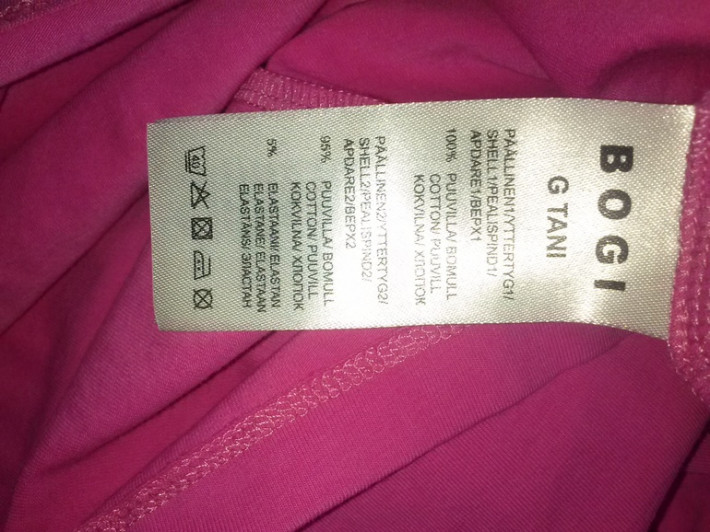 BOGI
G TANI
PÄÄLLINEN1/YTTERTYG1/
SHELL1/PEALISPIND1/
APDARE1/ВЕРХ1
100% PUUVILLA/ BOMULL
COTTON/ PUUVILL
KOKVILNA/ ХЛОПОК
PÄÄLLINEN2/YTTERTYG2/
SHELL2/PEALISPIND2/
APDARE2/ВЕРХ2
95% PUUVILLA/ BOMULL
COTTON/ PUUVILL
KOKVILNA/ ХЛОПОК
5% ELASTAANI/ ELASTAN
ELASTANE/ ELASTAAN
ELASTĀNS/ ЭЛАСТАН
40